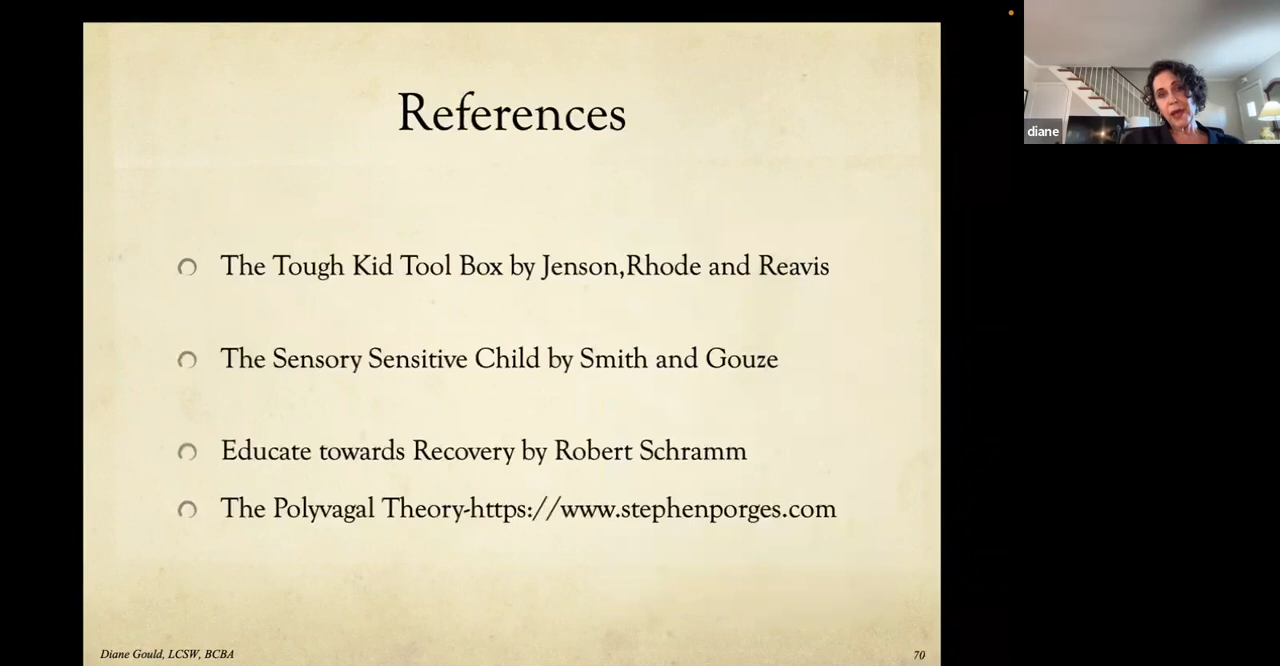 References
The Tough Kid Tool Box by Jenson,Rhode and Reavis
The Sensory Sensitive Child by Smith and Gouze
Educate towards Recovery by Robert Schramm
The Polyvagal Theory-https://www.stephenporges.com
Diane Gould, LCSW, BCBA
70
diane